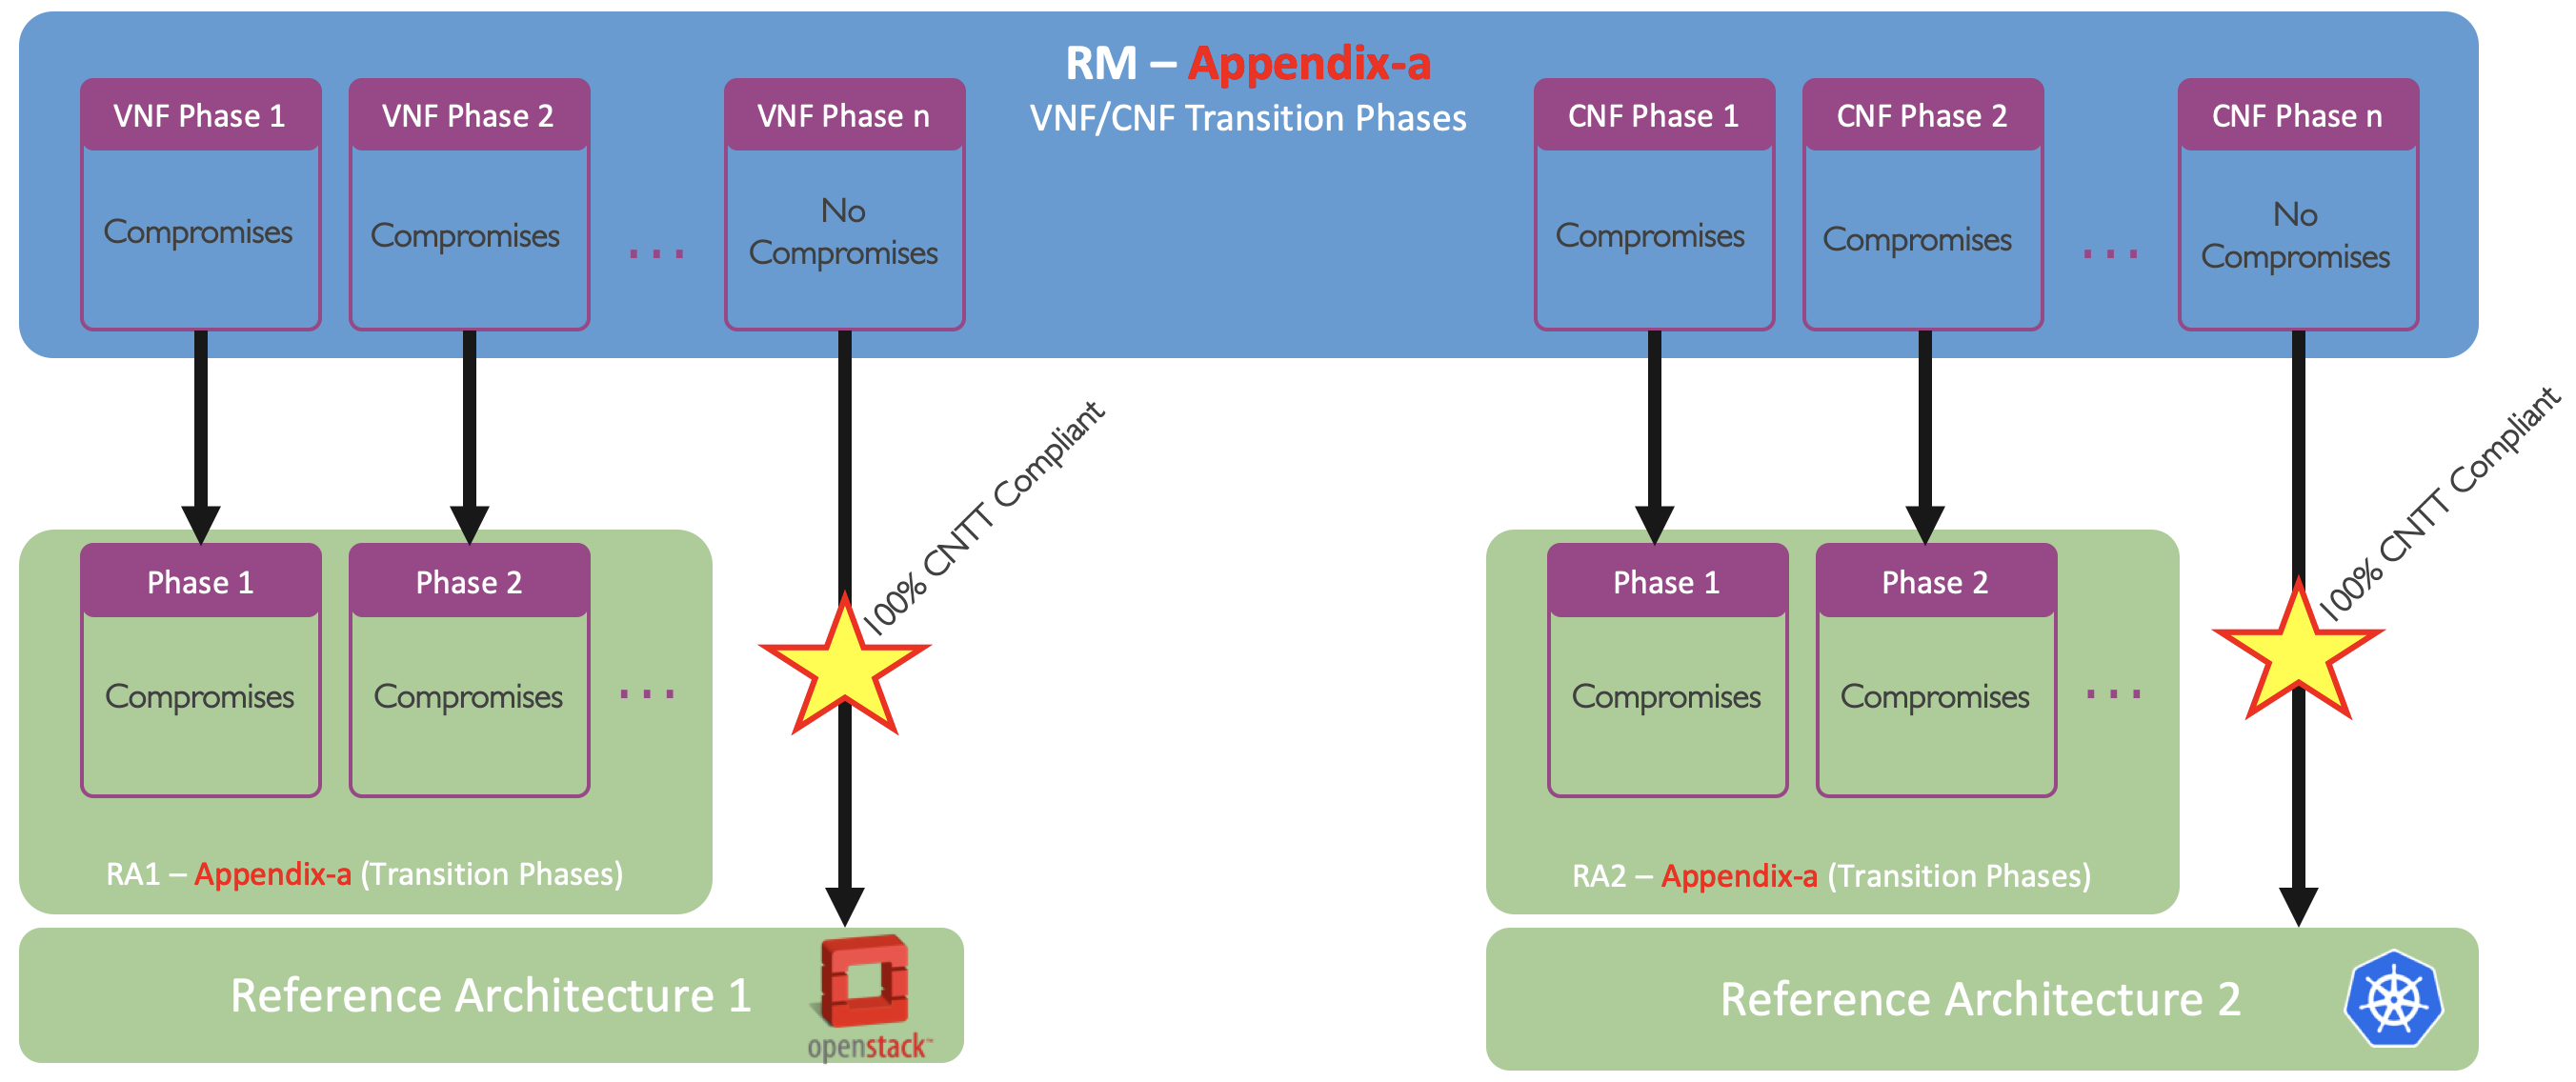 RM – Appendix-a
VNF/CNF Transition Phases
VNF Phase 1
Compromises
VNF Phase 2
Compromises
...
VNF Phase n
No
Compromises
CNF Phase 1
Compromises
CNF Phase 2
Compromises
...
CNF Phase n
No
Compromises
100% CNTT Compliant
100% CNTT Compliant
Phase 1
Compromises
Phase 2
Compromises
...
RA1 – Appendix-a (Transition Phases)
Phase 1
Compromises
Phase 2
Compromises
...
RA2 – Appendix-a (Transition Phases)
Reference Architecture 1
openstack™
Reference Architecture 2